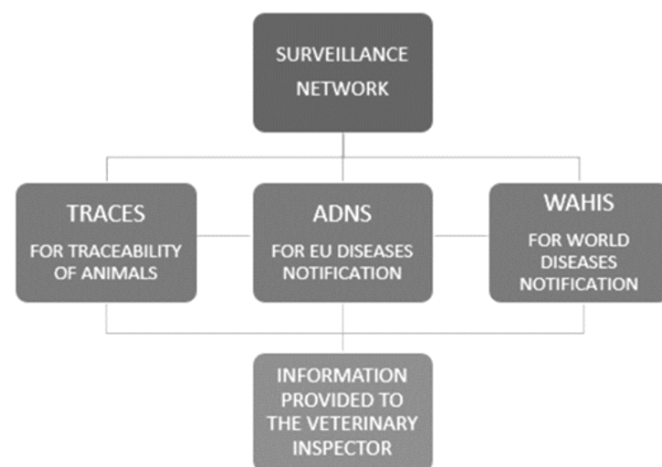 SURVEILLANCE
NETWORK
TRACES
FOR TRACEABILITY
OF ANIMALS
ADNS
FOR EU DISEASES
NOTIFICATION
WAHIS
FOR WORLD
DISEASES
NOTIFICATION
INFORMATION
PROVIDED TO
THE VETERINARY
INSPECTOR